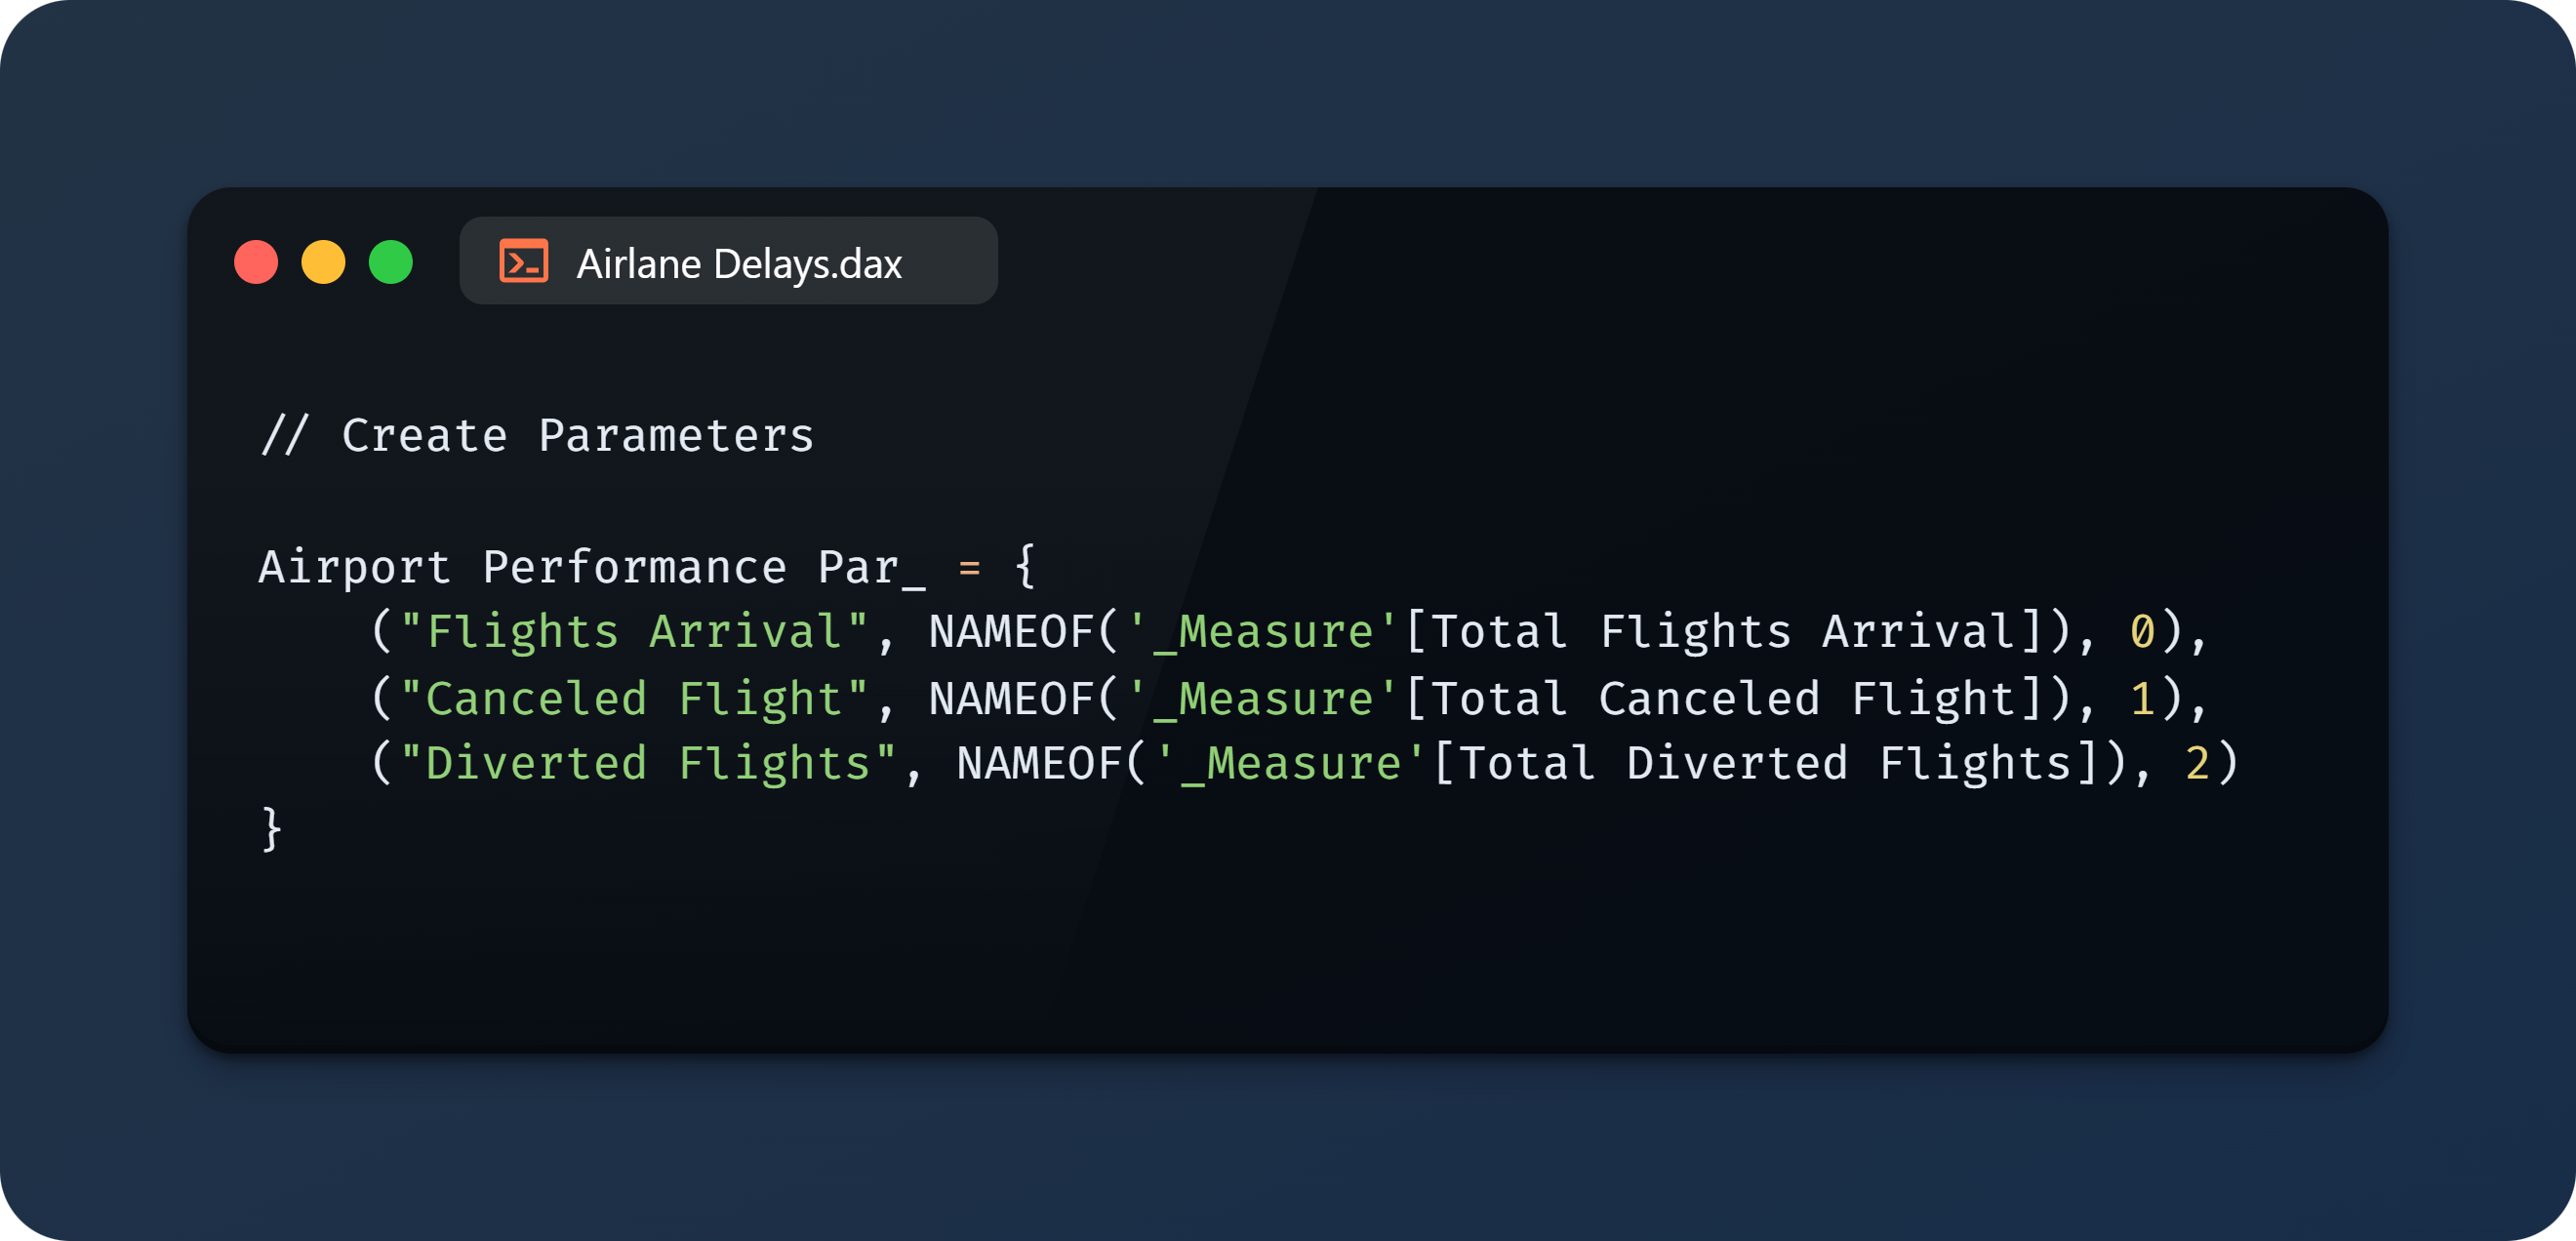 Airlane Delays.dax
// Create Parameters
Airport Performance Par_ = {
    ("Flights Arrival", NAMEOF('_Measure'[Total Flights Arrival]), 0),
    ("Canceled Flight", NAMEOF('_Measure'[Total Canceled Flight]), 1),
    ("Diverted Flights", NAMEOF('_Measure'[Total Diverted Flights]), 2)
}